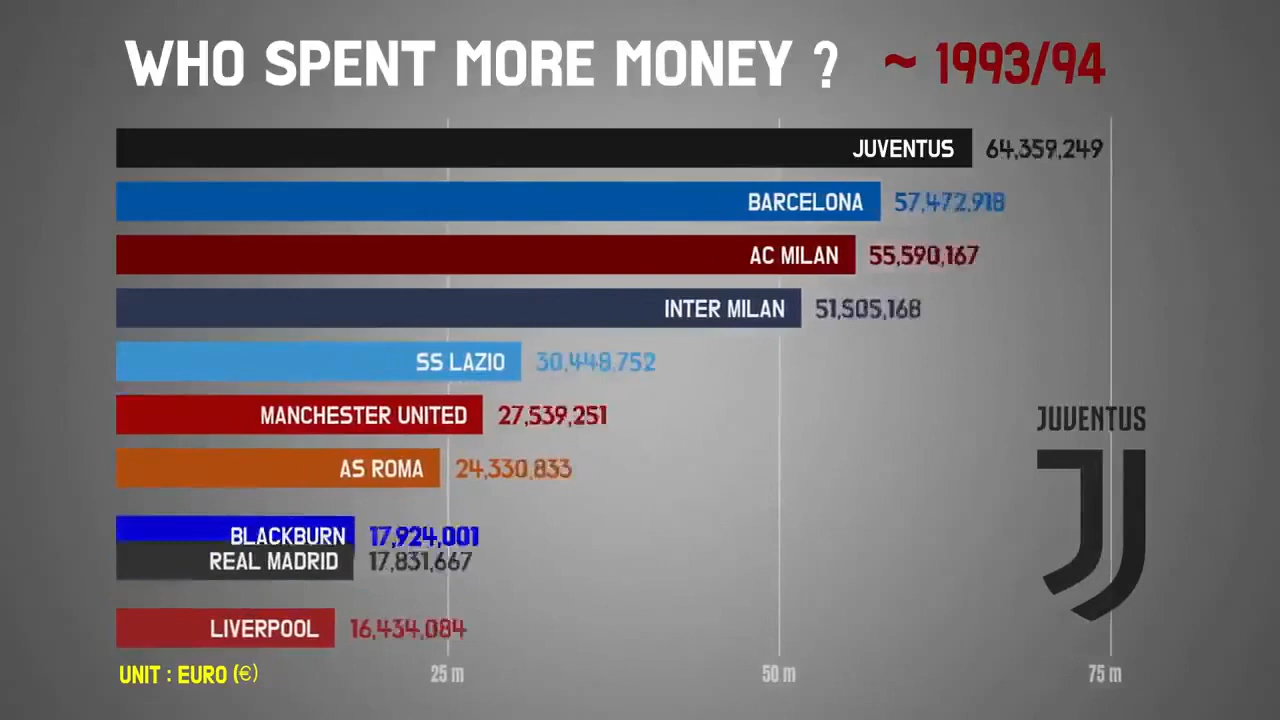 WHO SPENT MORE MONEY ? ~ 1993/94
JUVENTUS 64,359,249
BARCELONA 57,472,918
AC MILAN 55,590,167
INTER MILAN 51,505,168
SS LAZIO 30,448,752
MANCHESTER UNITED 27,539,251
AS ROMA 24,330,833
JUVENTUS
BLACKBURN 17,924,001
REAL MADRID 17,831,667
LIVERPOOL 16,434,084
UNIT : EURO (€) 25 m 50 m 75 m